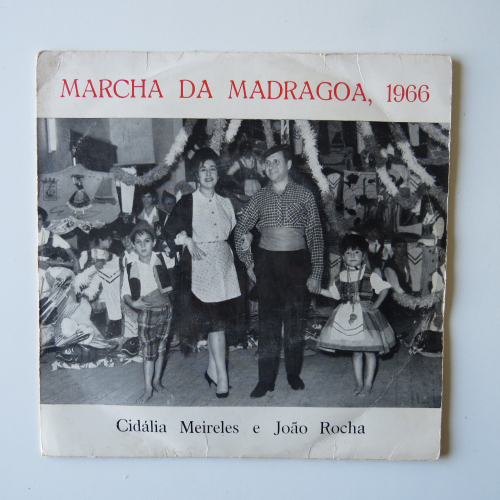 MARCHA DA MADRAGOA, 1966
Cidália Meireles e João Rocha